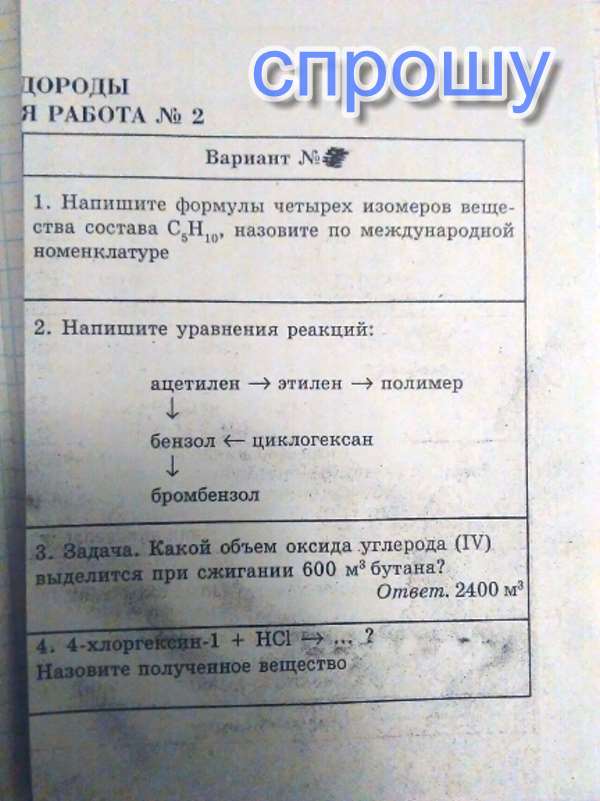 спрошу
ДОРОДЫ
Я РАБОТА № 2
Вариант №
1. Напишите формулы четырех изомеров веще-
ства состава C₅H₁₀, назовите по международной
номенклатуре
2. Напишите уравнения реакций:
ацетилен → этилен → полимер
↓
бензол ← циклогексан
↓
бромбензол
3. Задача. Какой объем оксида углерода (IV)
выделится при сжигании 600 м³ бутана?
Ответ. 2400 м³
4. 4-хлоргексин-1 + HCl → ... ?
Назовите полученное вещество